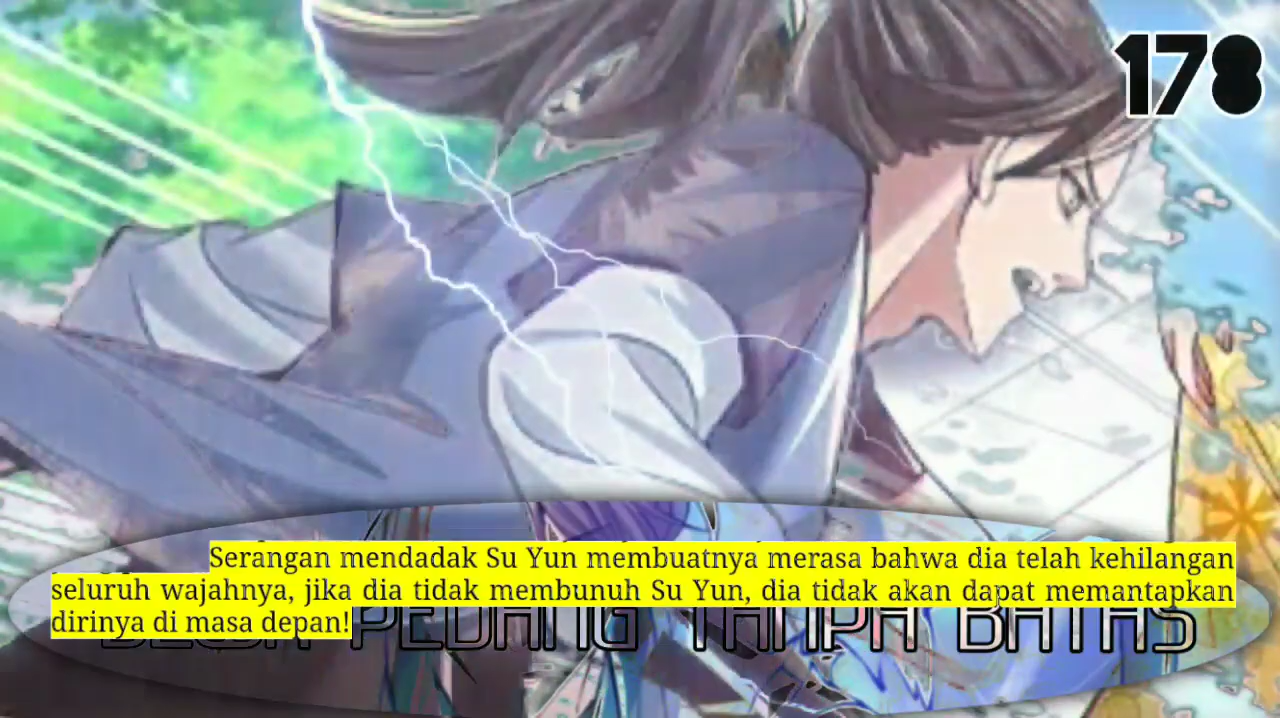 178
Serangan mendadak Su Yun membuatnya merasa bahwa dia telah kehilangan
seluruh wajahnya, jika dia tidak membunuh Su Yun, dia tidak akan dapat memantapkan
dirinya di masa depan!
PEDANG TANPA BATAS